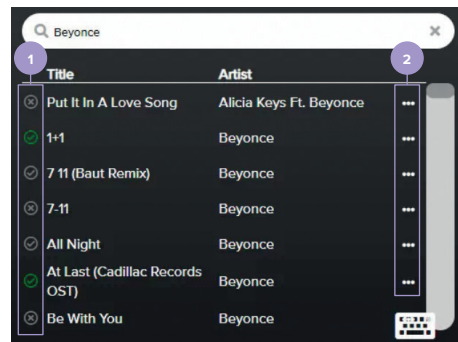 Beyonce
1
2
Title Artist
Put It In A Love Song Alicia Keys Ft. Beyonce
1+1 Beyonce
7 11 (Baut Remix) Beyonce
7-11 Beyonce
All Night Beyonce
At Last (Cadillac Records
OST) Beyonce
Be With You Beyonce